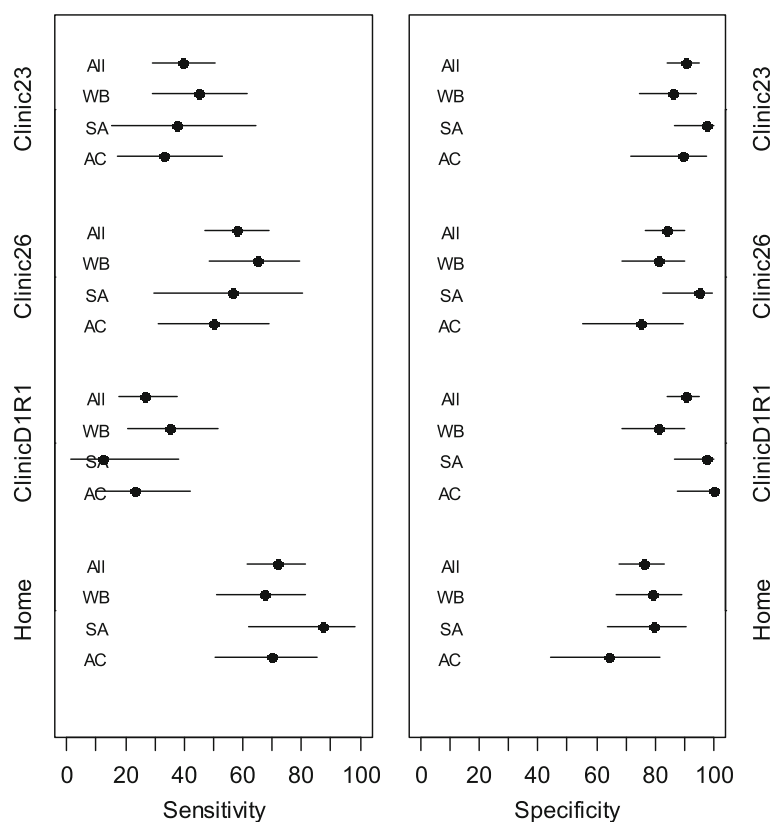 Clinic23
All
WB
SA
AC
Clinic26
All
WB
SA
AC
ClinicD1R1
All
WB
SA
AC
Home
All
WB
SA
AC
0 20 40 60 80 100
Sensitivity
All
WB
SA
AC
Clinic23
All
WB
SA
AC
Clinic26
All
WB
SA
AC
ClinicD1R1
All
WB
SA
AC
Home
0 20 40 60 80 100
Specificity